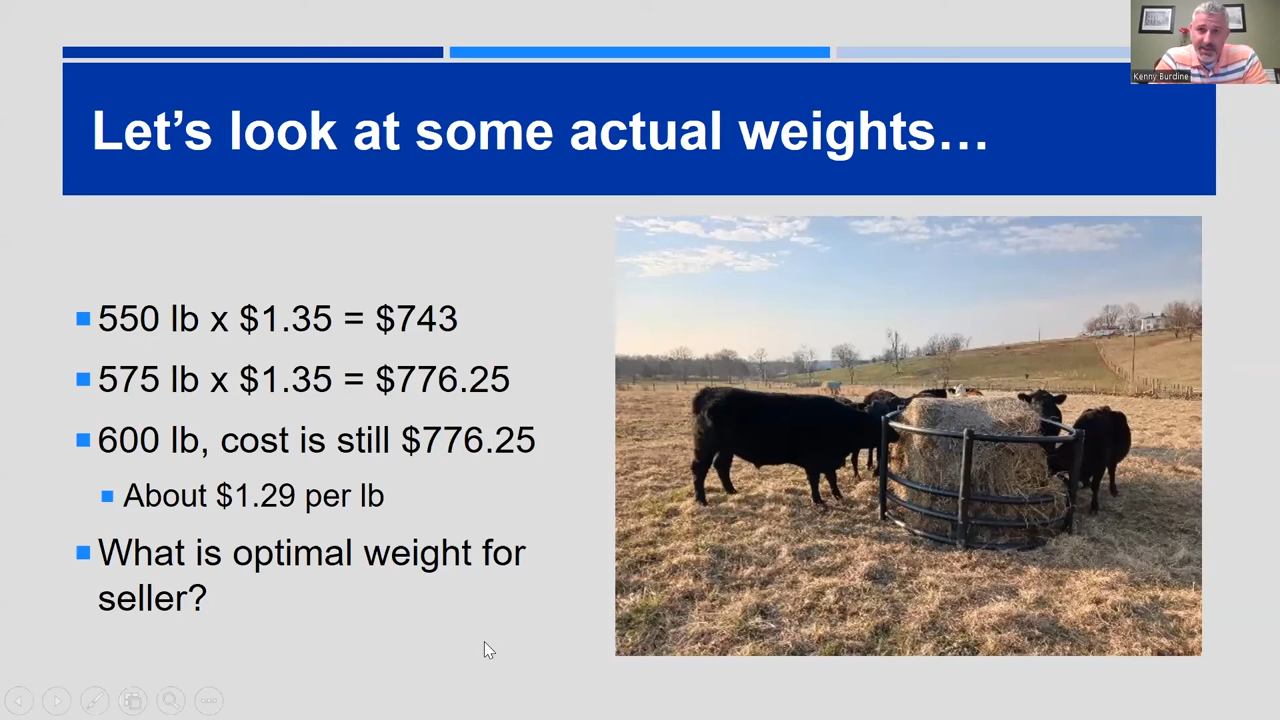 Kenny Burdine
Let’s look at some actual weights…
550 lb x $1.35 = $743
575 lb x $1.35 = $776.25
600 lb, cost is still $776.25
About $1.29 per lb
What is optimal weight for
seller?